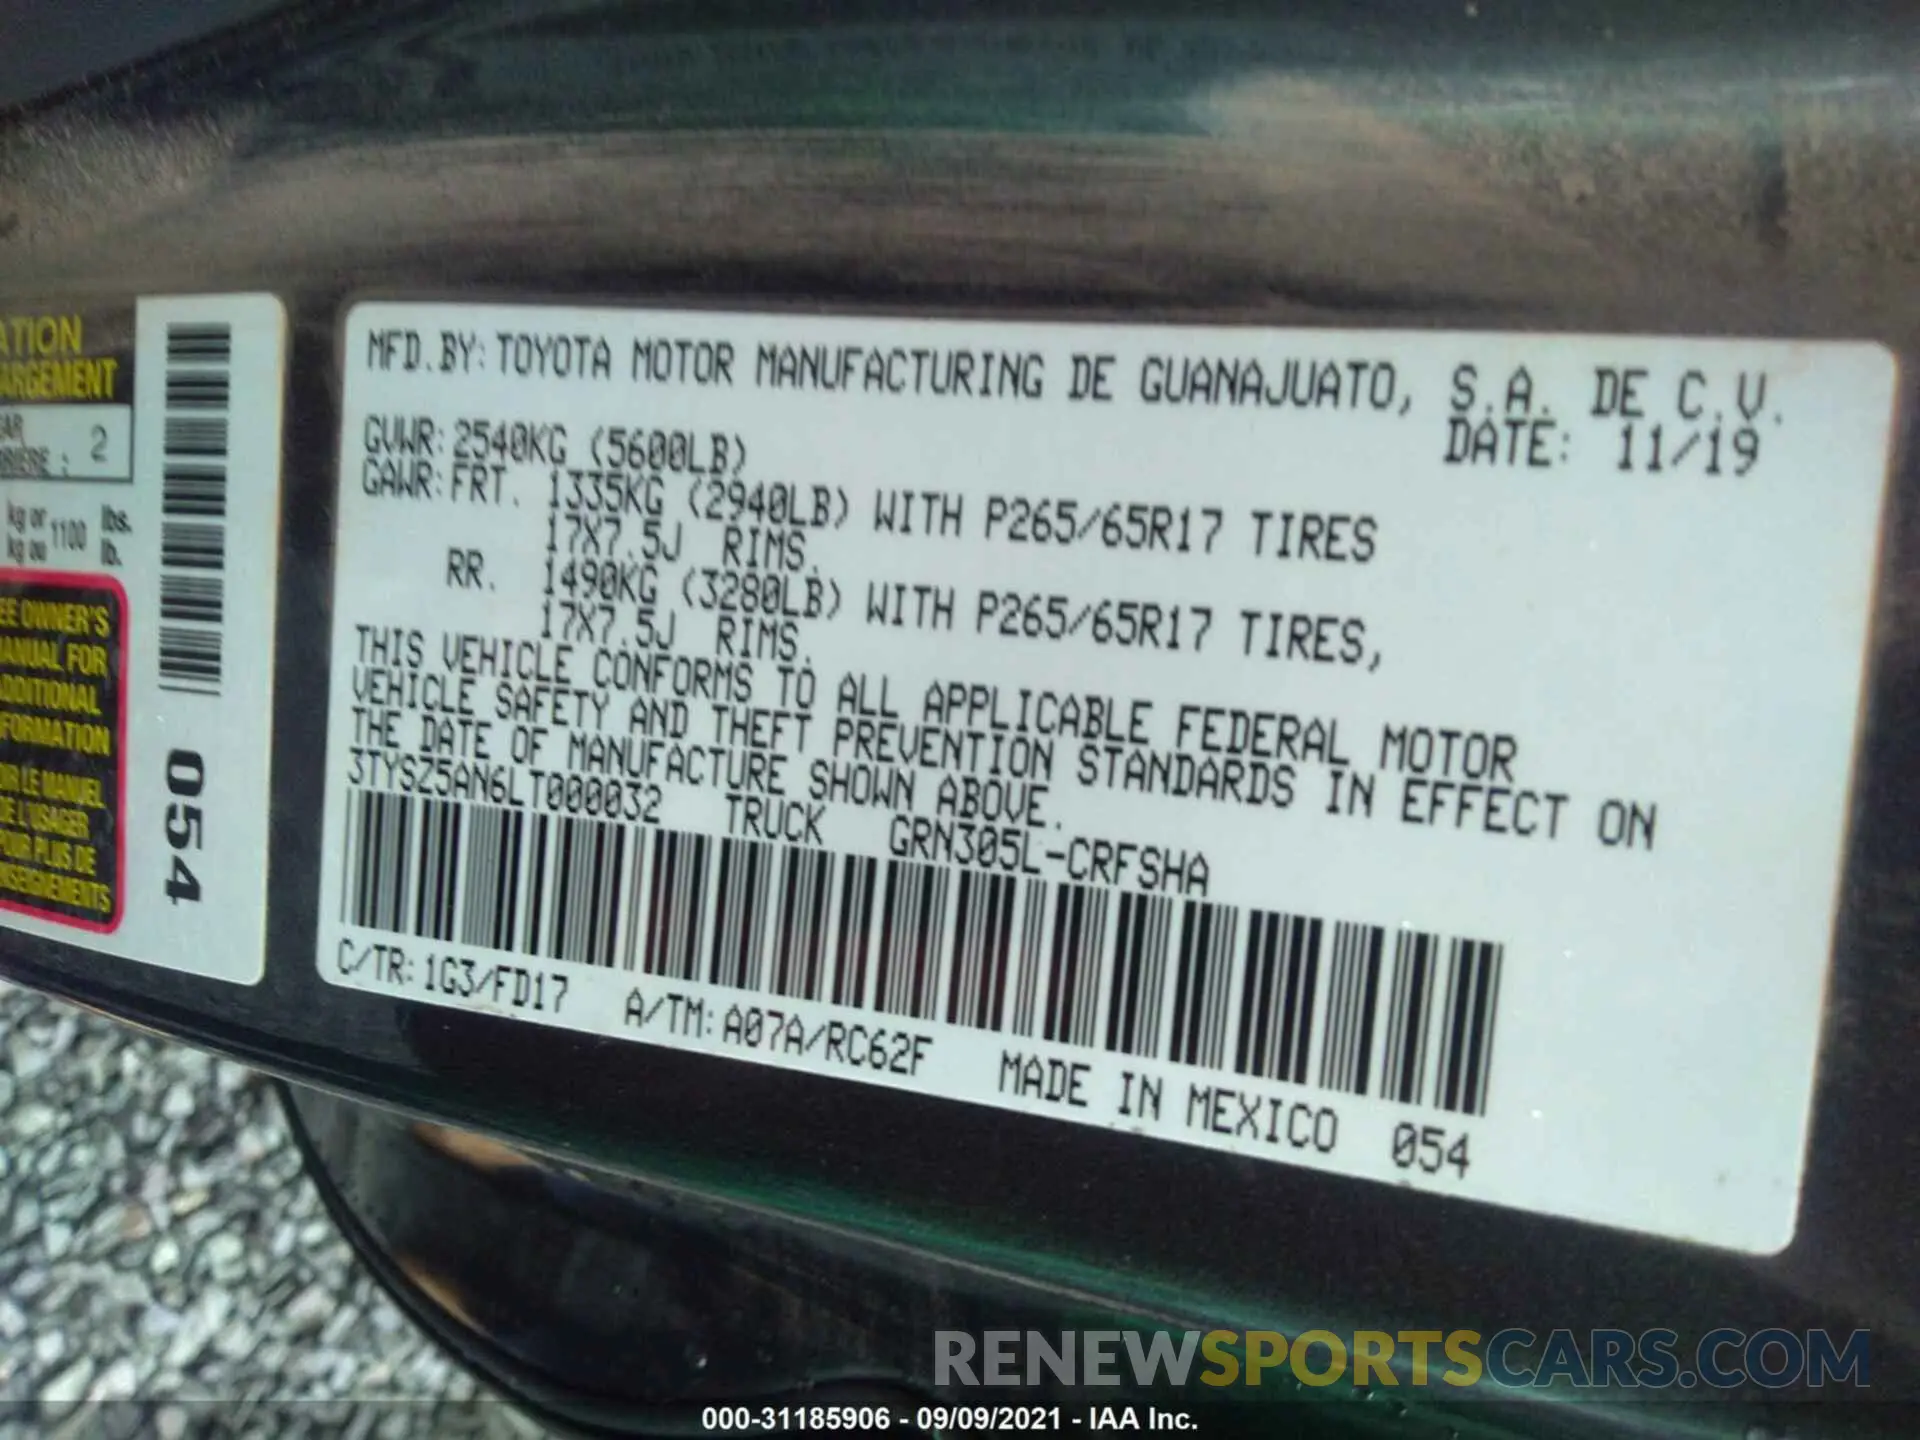 ATION
ARGEMENT
2
kg or 1100 lbs.
kg ou lb.
EE OWNER'S
MANUAL FOR
ADDITIONAL
NFORMATION
OIR LE MANUEL
DE L'USAGER
POUR PLUS DE
NSEIGNEMENTS
054
MFD.BY: TOYOTA MOTOR MANUFACTURING DE GUANAJUATO, S.A. DE C.V.
GVWR: 2540KG (5600LB) DATE: 11/19
GAWR: FRT. 1335KG (2940LB) WITH P265/65R17 TIRES
17X7.5J RIMS.
RR. 1490KG (3280LB) WITH P265/65R17 TIRES,
17X7.5J RIMS.
THIS VEHICLE CONFORMS TO ALL APPLICABLE FEDERAL MOTOR
VEHICLE SAFETY AND THEFT PREVENTION STANDARDS IN EFFECT ON
THE DATE OF MANUFACTURE SHOWN ABOVE.
3TYSZ5AN6LT000032 TRUCK GRN305L-CRFSHA
C/TR: 1G3/FD17 A/TM: A07A/RC62F MADE IN MEXICO 054
RENEWSPORTSCARS.COM
000-31185906 - 09/09/2021 - IAA Inc.